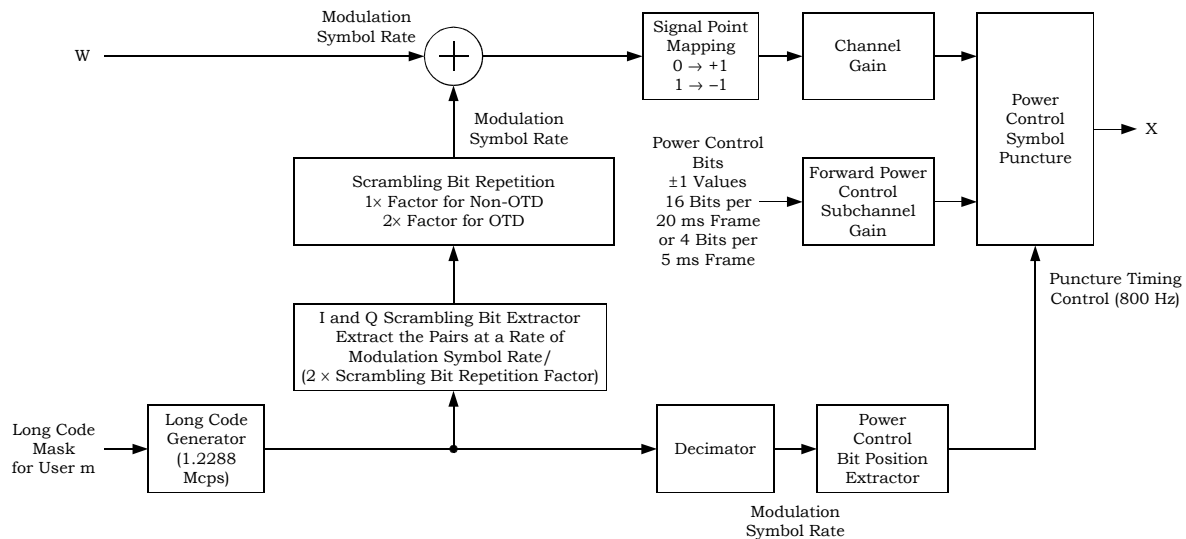 W
Modulation
Symbol Rate
Signal Point
Mapping
0 → +1
1 → −1
Channel
Gain
Power
Control
Symbol
Puncture
X
Modulation
Symbol Rate
Scrambling Bit Repetition
1× Factor for Non-OTD
2× Factor for OTD
Power Control
Bits
±1 Values
16 Bits per
20 ms Frame
or 4 Bits per
5 ms Frame
Forward Power
Control
Subchannel
Gain
Puncture Timing
Control (800 Hz)
I and Q Scrambling Bit Extractor
Extract the Pairs at a Rate of
Modulation Symbol Rate/
(2 × Scrambling Bit Repetition Factor)
Long Code
Mask
for User m
Long Code
Generator
(1.2288
Mcps)
Decimator
Power
Control
Bit Position
Extractor
Modulation
Symbol Rate